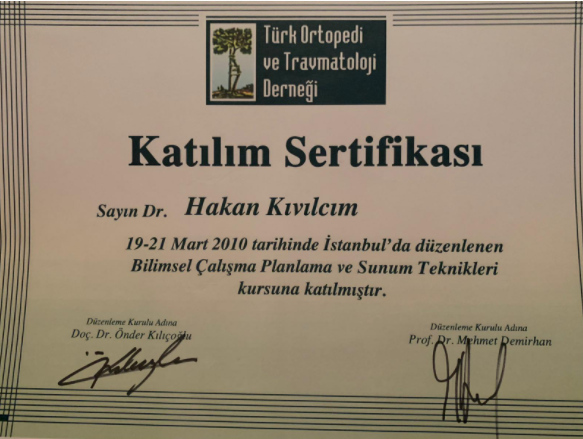 Türk Ortopedi
ve Travmatoloji
Derneği
Katılım Sertifikası
Sayın Dr. Hakan Kıvılcım
19-21 Mart 2010 tarihinde İstanbul'da düzenlenen
Bilimsel Çalışma Planlama ve Sunum Teknikleri
kursuna katılmıştır.
Düzenleme Kurulu Adına
Doç. Dr. Önder Kılıçoğlu
Düzenleme Kurulu Adına
Prof. Dr. Mehmet Demirhan